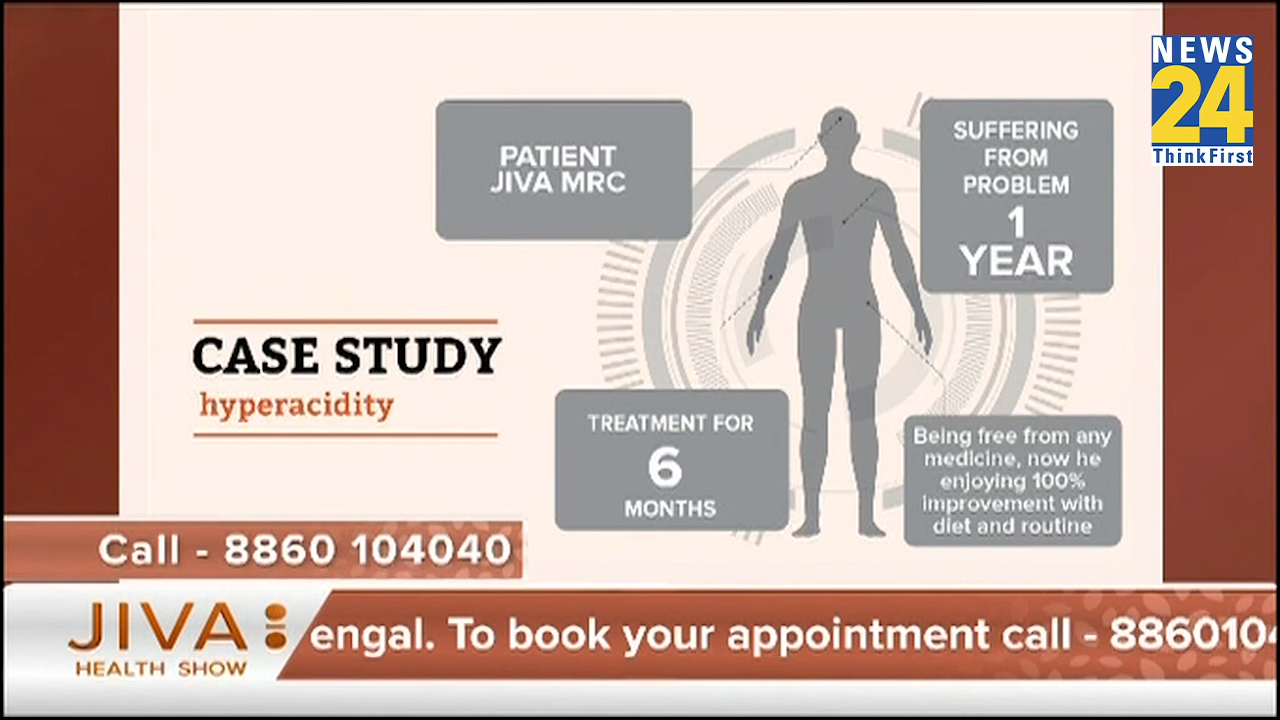 NEWS
24
ThinkFirst
PATIENT
JIVA MRC
SUFFERING
FROM
PROBLEM
1
YEAR
CASE STUDY
hyperacidity
TREATMENT FOR
6
MONTHS
Being free from any
medicine, now he
enjoying 100%
improvement with
diet and routine
Call - 8860 104040
JIVA
HEALTH SHOW
engal. To book your appointment call - 886010